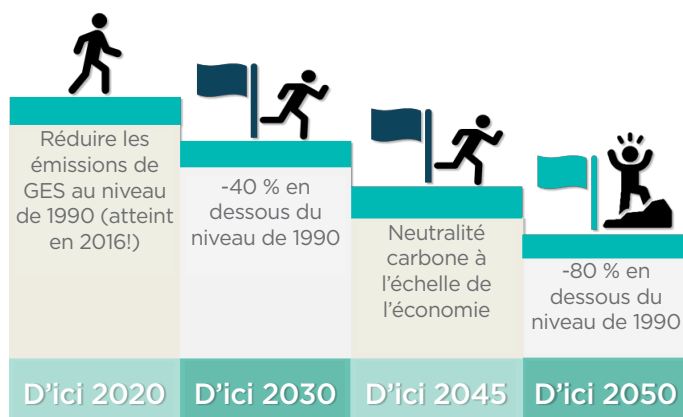 Réduire les
émissions de
GES au niveau
de 1990 (atteint
en 2016!)
-40 % en
dessous du
niveau de 1990
Neutralité
carbone à
l'échelle de
l'économie
-80 % en
dessous du
niveau de 1990
D'ici 2020
D'ici 2030
D'ici 2045
D'ici 2050